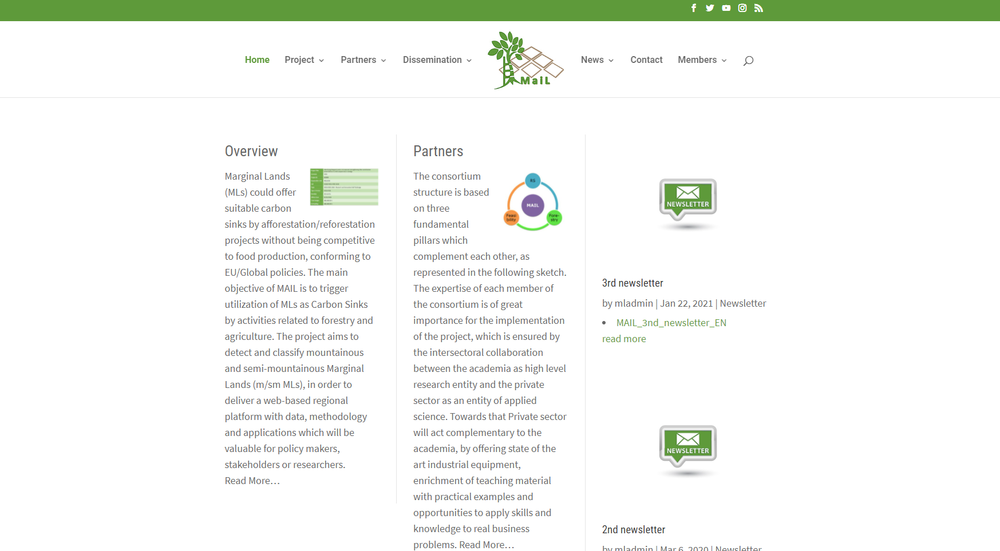 Home Project Partners Dissemination MaiL News Contact Members
Overview
Marginal Lands
(MLs) could offer
suitable carbon
sinks by afforestation/reforestation
projects without being competitive
to food production, conforming to
EU/Global policies. The main
objective of MAIL is to trigger
utilization of MLs as Carbon Sinks
by activities related to forestry and
agriculture. The project aims to
detect and classify mountainous
and semi-mountainous Marginal
Lands (m/sm MLs), in order to
deliver a web-based regional
platform with data, methodology
and applications which will be
valuable for policy makers,
stakeholders or researchers.
Read More…
Partners
The consortium
structure is based
on three
fundamental
pillars which
complement each other, as
represented in the following sketch.
The expertise of each member of
the consortium is of great
importance for the implementation
of the project, which is ensured by
the intersectoral collaboration
between the academia as high level
research entity and the private
sector as an entity of applied
science. Towards that Private sector
will act complementary to the
academia, by offering state of the
art industrial equipment,
enrichment of teaching material
with practical examples and
opportunities to apply skills and
knowledge to real business
problems. Read More…
RS
MAIL
Feasi
bility
Fore-
stry
NEWSLETTER
3rd newsletter
by mladmin | Jan 22, 2021 | Newsletter
• MAIL_3nd_newsletter_EN
read more
NEWSLETTER
2nd newsletter
by mladmin | Mar 6, 2020 | Newsletter